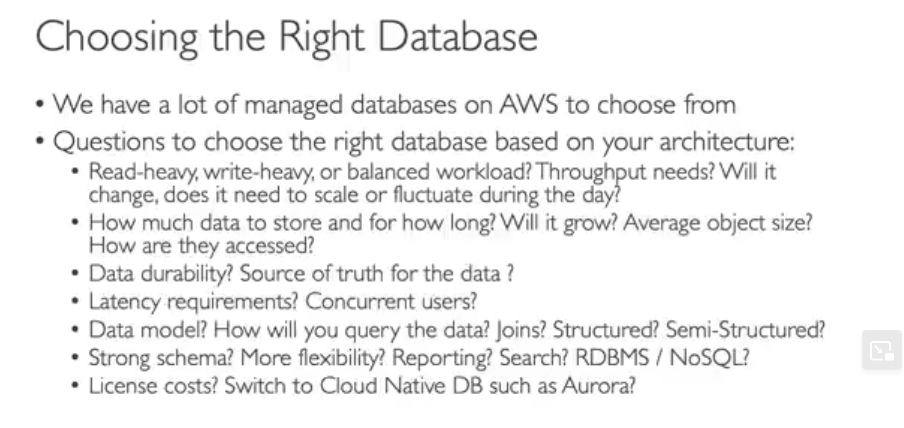 Choosing the Right Database
• We have a lot of managed databases on AWS to choose from
• Questions to choose the right database based on your architecture:
• Read-heavy, write-heavy, or balanced workload? Throughput needs? Will it
change, does it need to scale or fluctuate during the day?
• How much data to store and for how long? Will it grow? Average object size?
How are they accessed?
• Data durability? Source of truth for the data ?
• Latency requirements? Concurrent users?
• Data model? How will you query the data? Joins? Structured? Semi-Structured?
• Strong schema? More flexibility? Reporting? Search? RDBMS / NoSQL?
• License costs? Switch to Cloud Native DB such as Aurora?